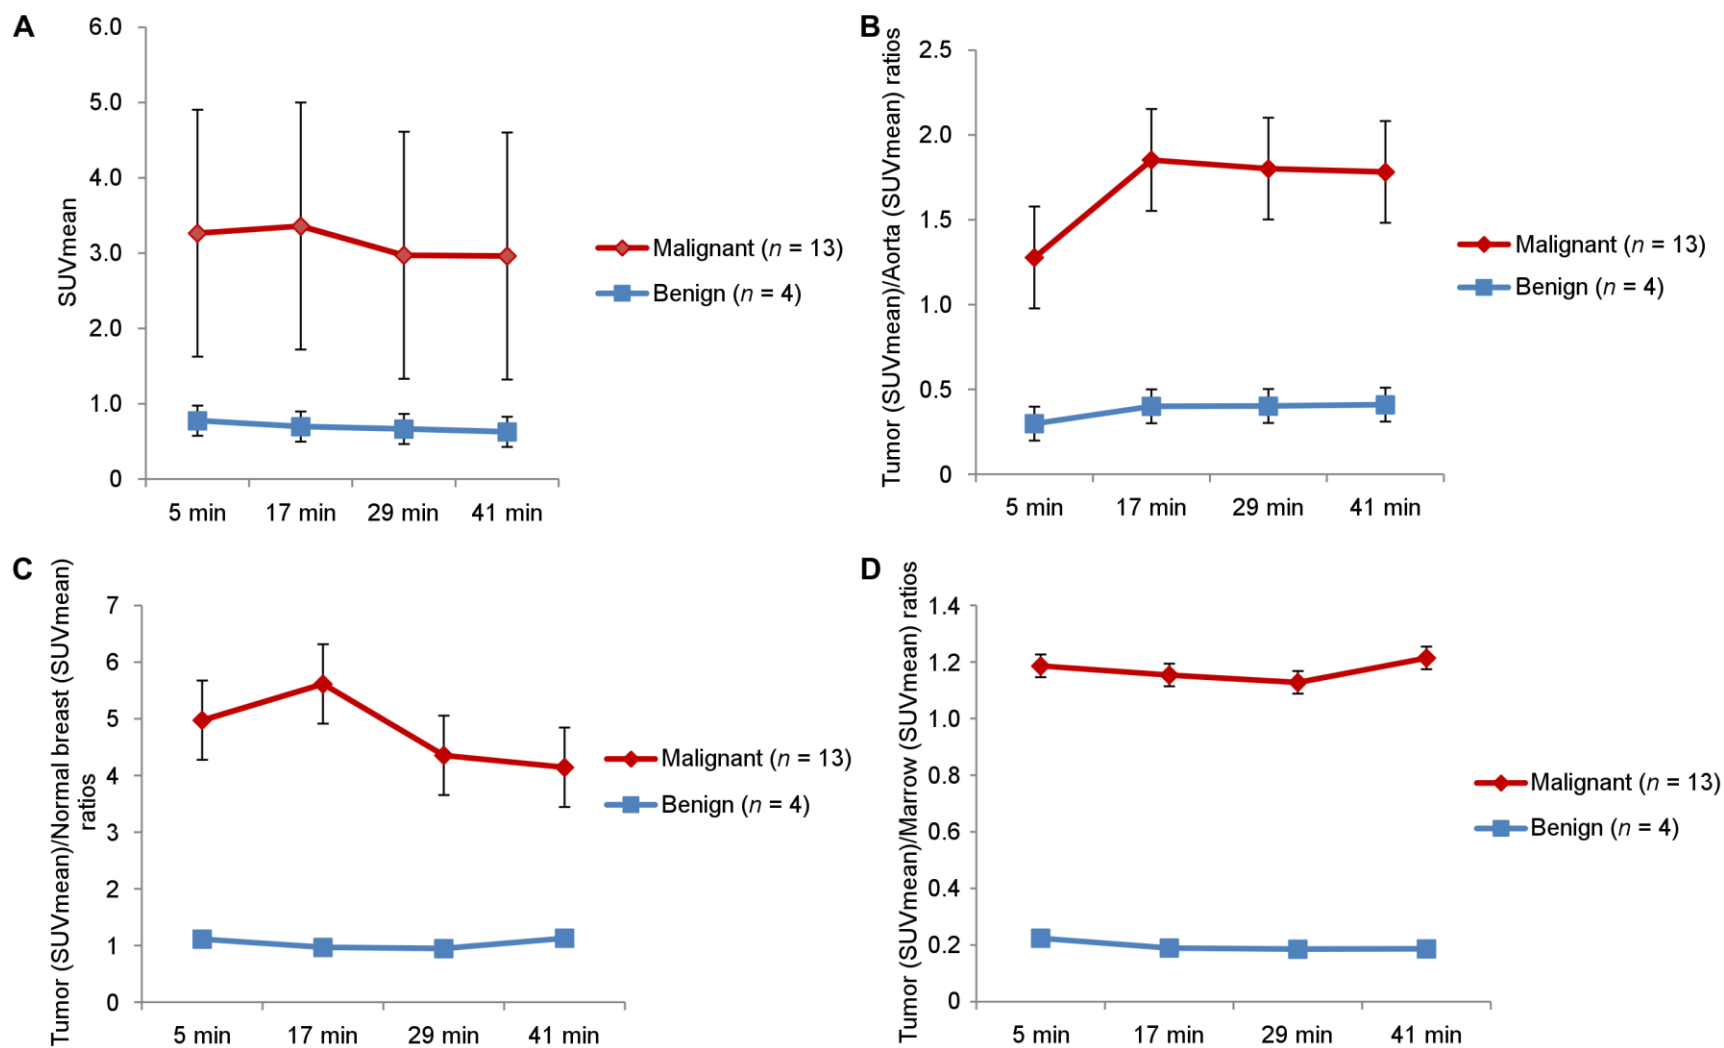 A
SUVmean
6.0
5.0
4.0
3.0
2.0
1.0
0
5 min 17 min 29 min 41 min
Malignant (n = 13)
Benign (n = 4)
B
Tumor (SUVmean)/Aorta (SUVmean) ratios
2.5
2.0
1.5
1.0
0.5
0
5 min 17 min 29 min 41 min
Malignant (n = 13)
Benign (n = 4)
C
Tumor (SUVmean)/Normal breast (SUVmean)
ratios
7
6
5
4
3
2
1
0
5 min 17 min 29 min 41 min
Malignant (n = 13)
Benign (n = 4)
D
Tumor (SUVmean)/Marrow (SUVmean) ratios
1.4
1.2
1.0
0.8
0.6
0.4
0.2
0
5 min 17 min 29 min 41 min
Malignant (n = 13)
Benign (n = 4)